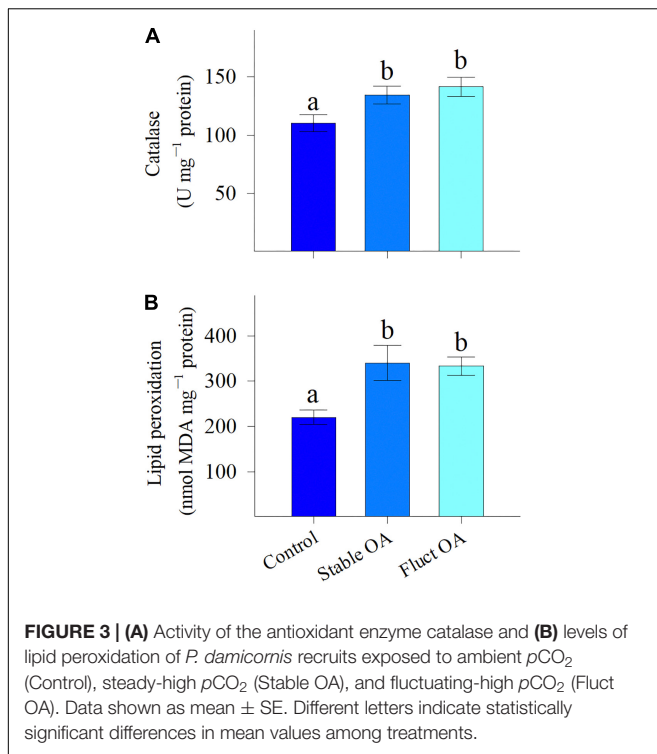 A
Catalase
(U mg⁻¹ protein)
150
100
50
a
b
b
B
Lipid peroxidation
(nmol MDA mg⁻¹ protein)
400
300
200
100
a
b
b
Control
Stable OA
Fluct OA
FIGURE 3 | (A) Activity of the antioxidant enzyme catalase and (B) levels of
lipid peroxidation of P. damicornis recruits exposed to ambient pCO₂
(Control), steady-high pCO₂ (Stable OA), and fluctuating-high pCO₂ (Fluct
OA). Data shown as mean ± SE. Different letters indicate statistically
significant differences in mean values among treatments.